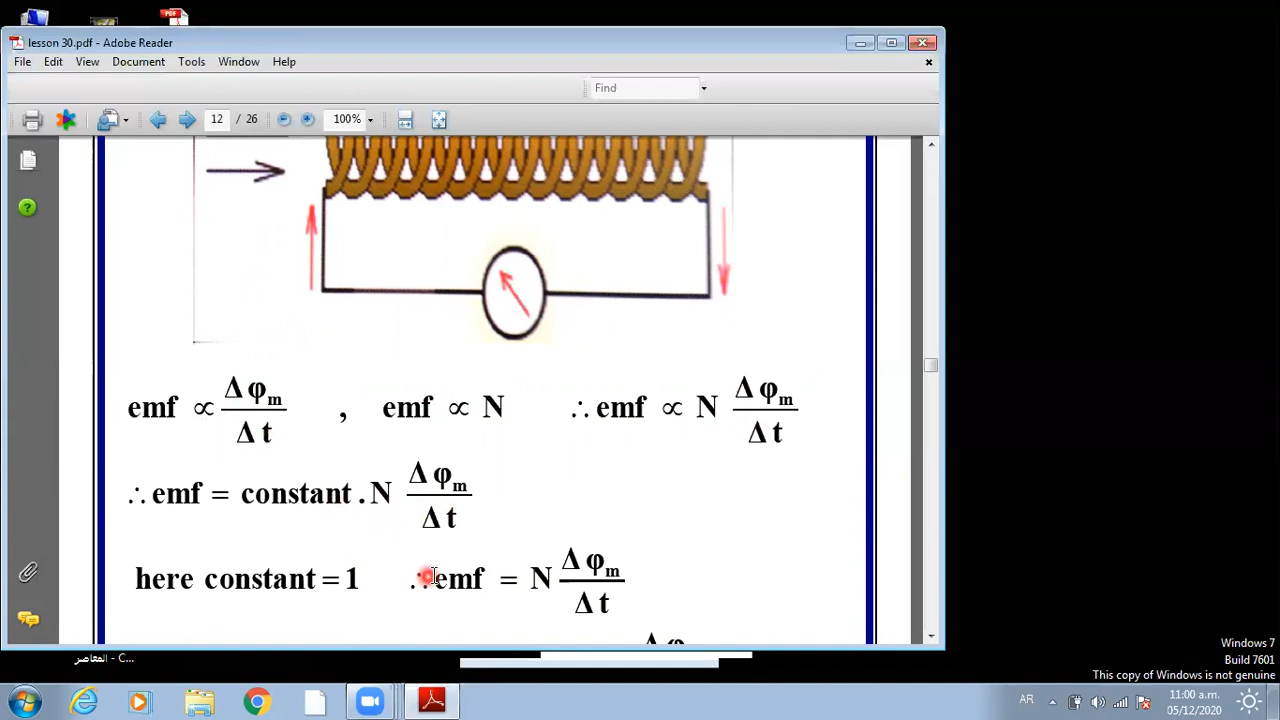 lesson 30.pdf - Adobe Reader
File Edit View Document Tools Window Help
Find
12 / 26 100%
emf ∝ Δφm/Δt , emf ∝ N ∴ emf ∝ N Δφm/Δt
∴ emf = constant . N Δφm/Δt
here constant = 1 ∴ emf = N Δφm/Δt
المعاصر - C...
Windows 7
Build 7601
This copy of Windows is not genuine
AR 11:00 a.m.
05/12/2020